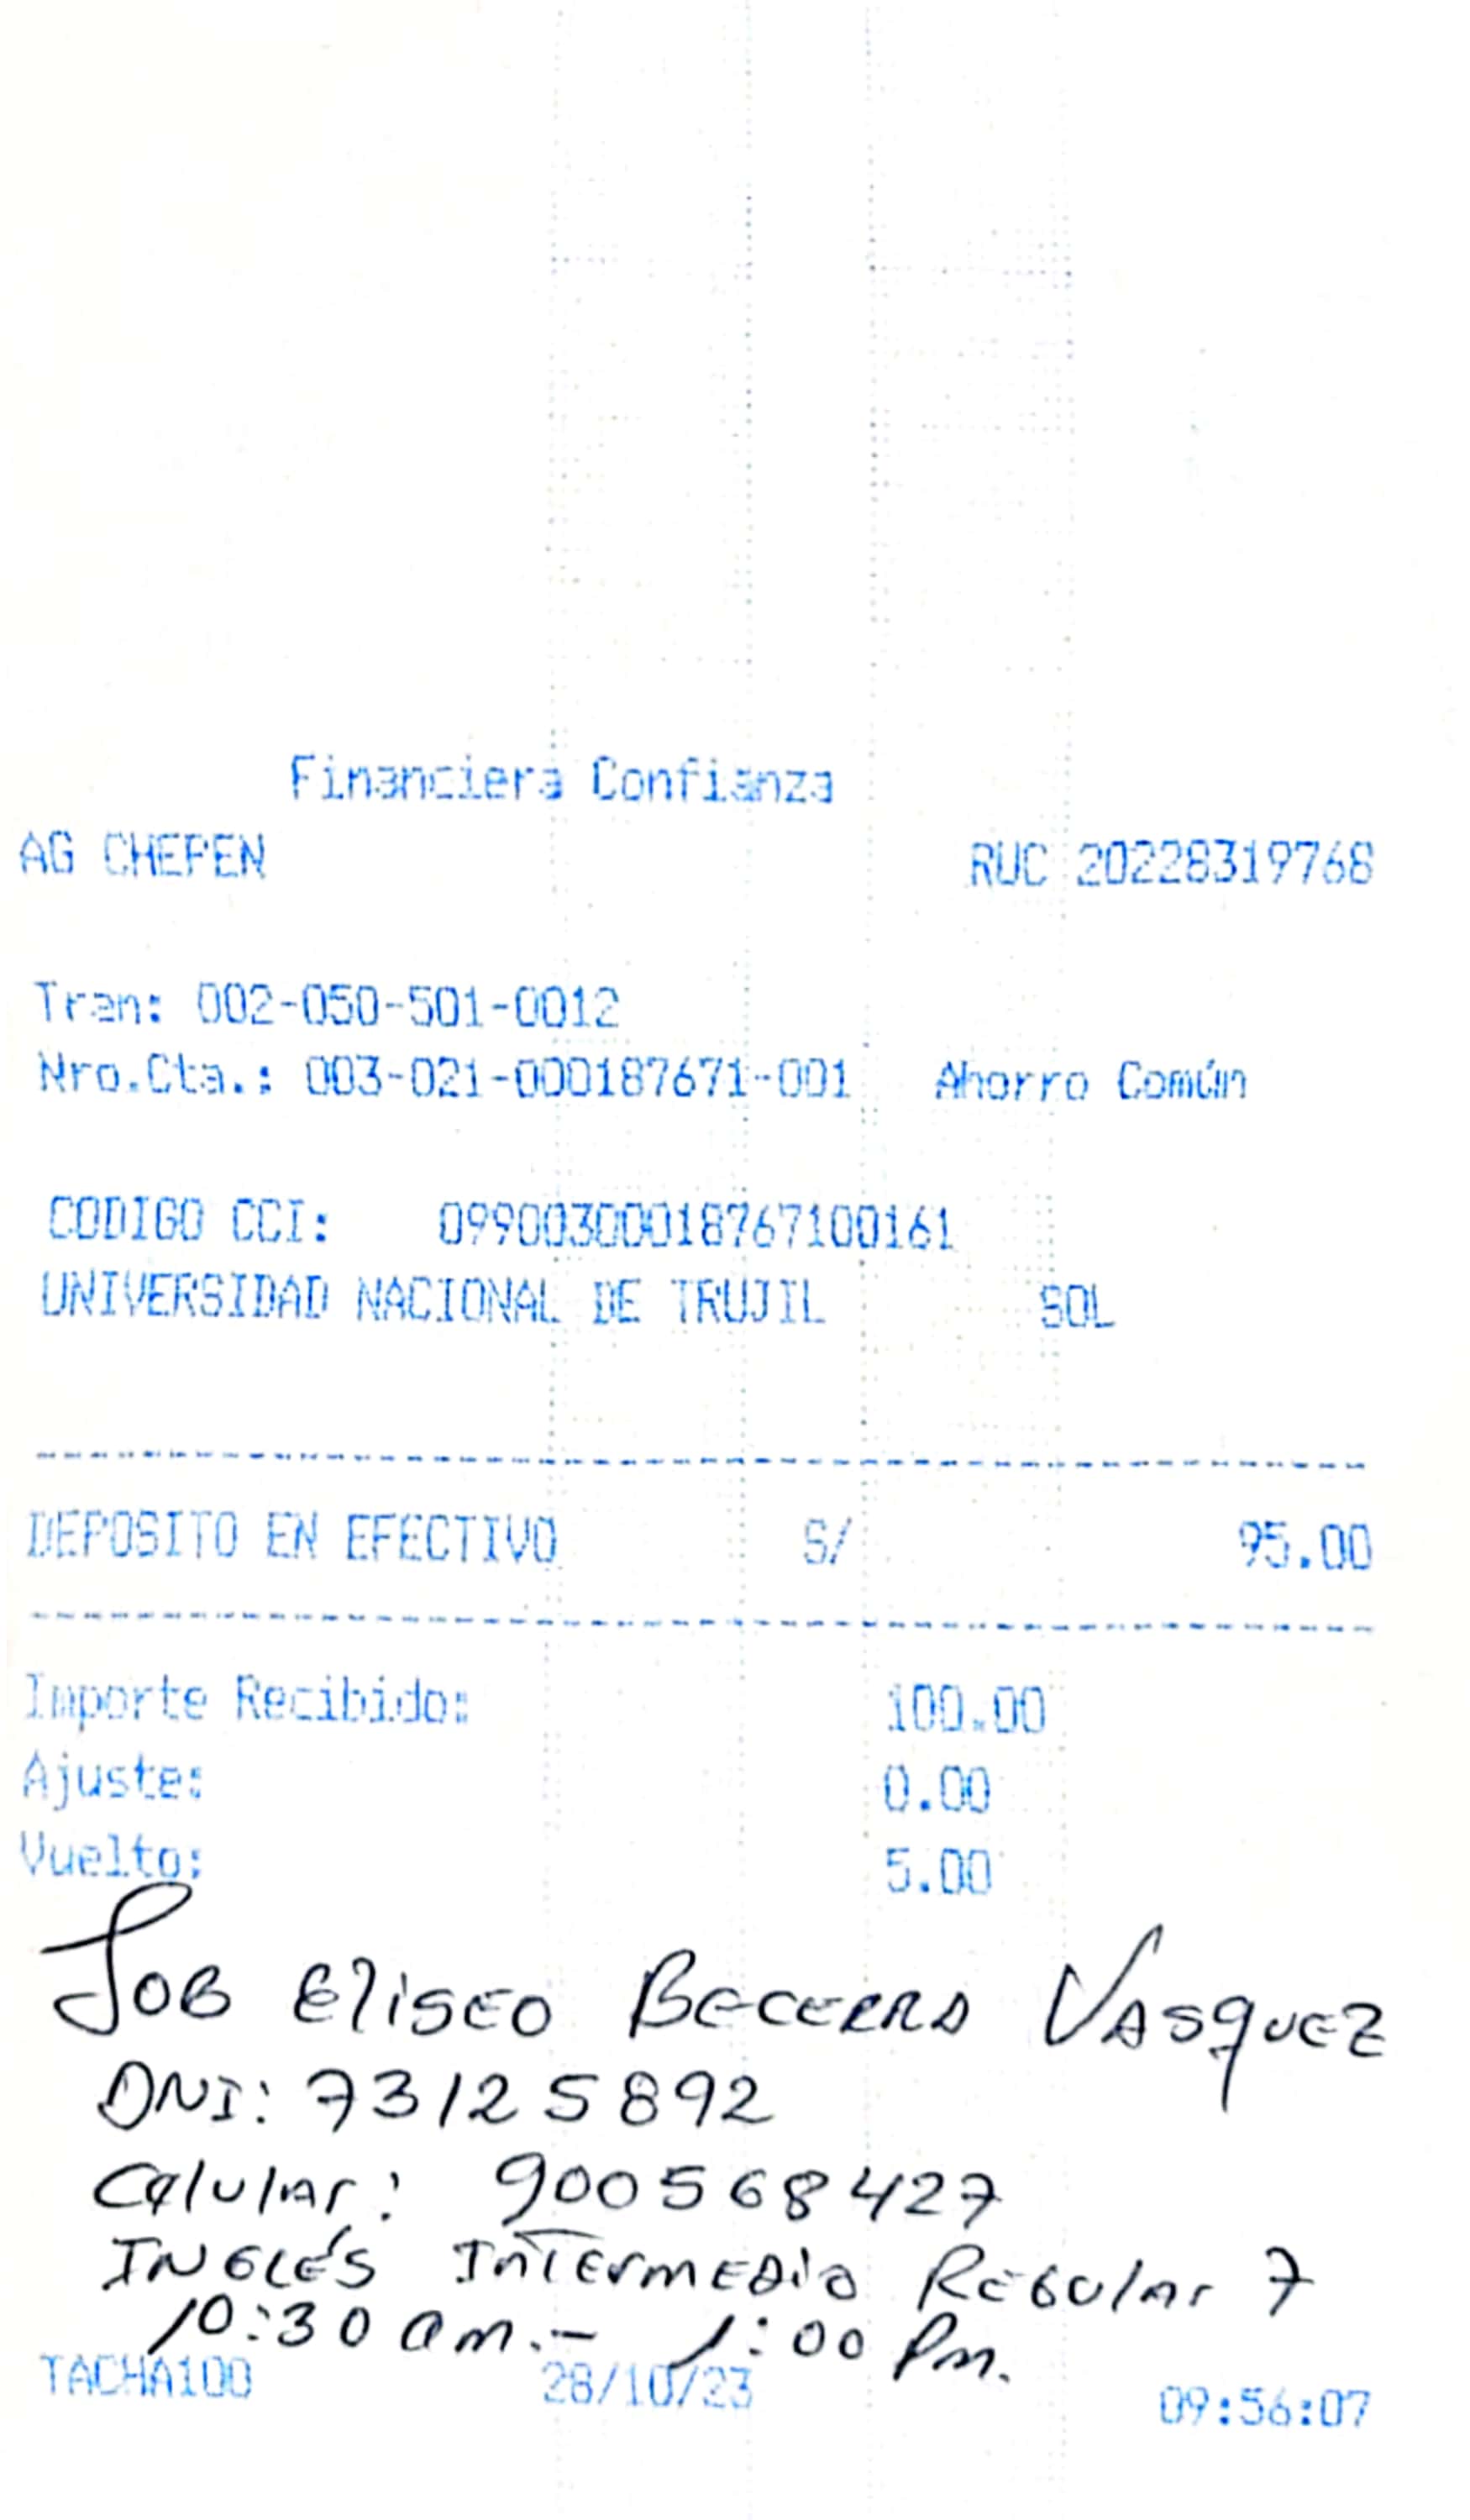 Financiera Confianza
AG CHEPEN RUC 20228319768
Tran: 002-050-501-0012
Nro.Cta.: 003-021-000187671-001 Ahorro Común
CODIGO CCI: 09900300018767100161
UNIVERSIDAD NACIONAL DE TRUJIL SOL
DEPOSITO EN EFECTIVO S/ 95.00
Importe Recibido: 100.00
Ajuste: 0.00
Vuelto: 5.00
JOB Eliseo Becerra Vasquez
DNI: 73125892
Celular: 900568427
INGLÉS Intermedio Regular 7
10:30 am.- 1:00 Pm.
TACHA100 28/10/23 09:56:07